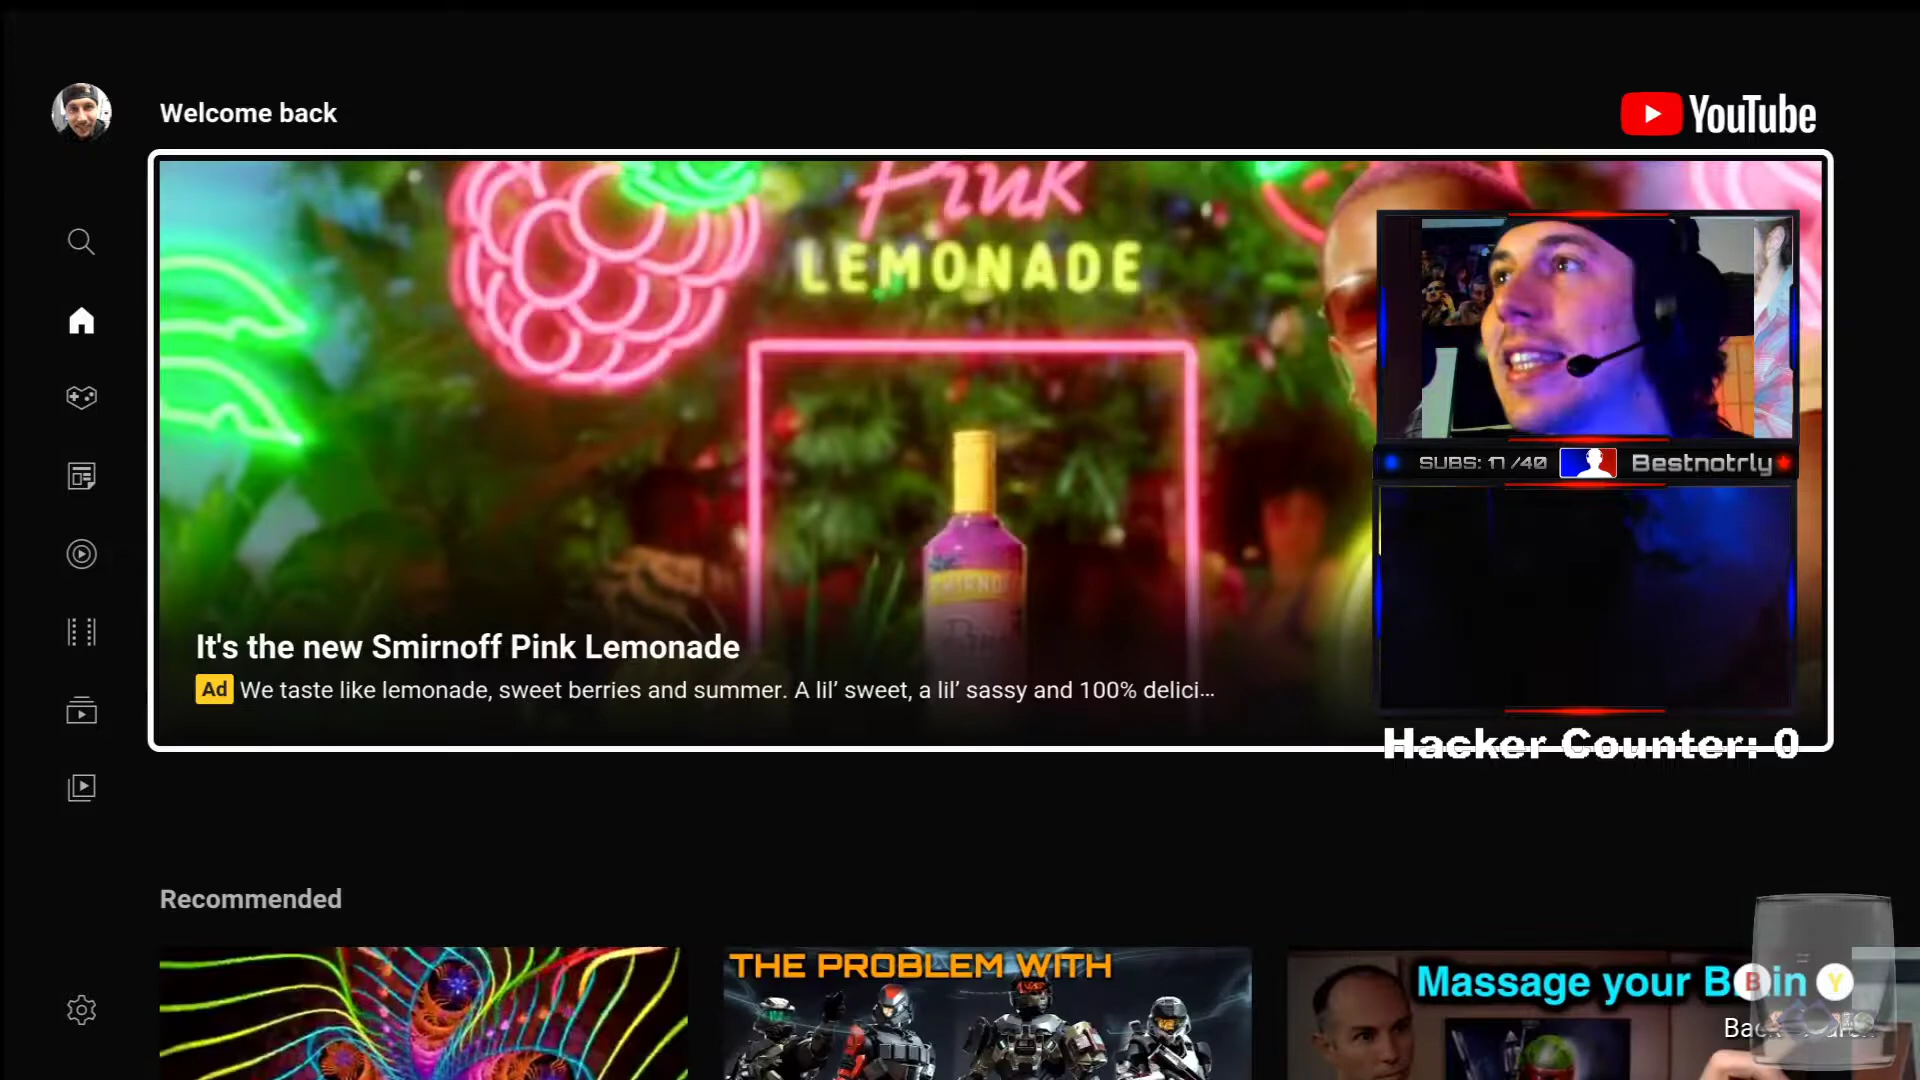 Welcome back
YouTube
Pink
LEMONADE
SUBS: 17 /40
Bestnotrly
It's the new Smirnoff Pink Lemonade
Ad We taste like lemonade, sweet berries and summer. A lil’ sweet, a lil’ sassy and 100% delici...
Hacker Counter: 0
Recommended
THE PROBLEM WITH
Massage your
B
Y